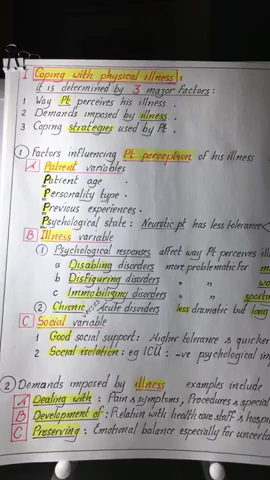 I Coping with physical illness :
it is determined by 3 major factors :
1 Way Pt perceives his illness .
2 Demands imposed by illness .
3 Coping strategies used by Pt .
① Factors influencing Pt perception of his illness
A Patient variables
Patient age .
Personality type .
Previous experiences .
Psychological state : Neurotic pt has less tolerance
B Illness variable
① Psychological responses affect way Pt perceives ill
a Disabling disorders more problematic for
b Disfiguring disorders " "
c Immobilising disorders " " sport
② Chronic versus Acute disorders less dramatic but long
C Social variable
1 Good social support : Higher tolerance & quicker
2 Social isolation : eg ICU : -ve psychological im
② Demands imposed by illness examples include
A Dealing with : Pain & symptoms, Procedures & special
B Development of : Relation with health care staff & hospi
C Preserving : Emotional balance especially for uncerta